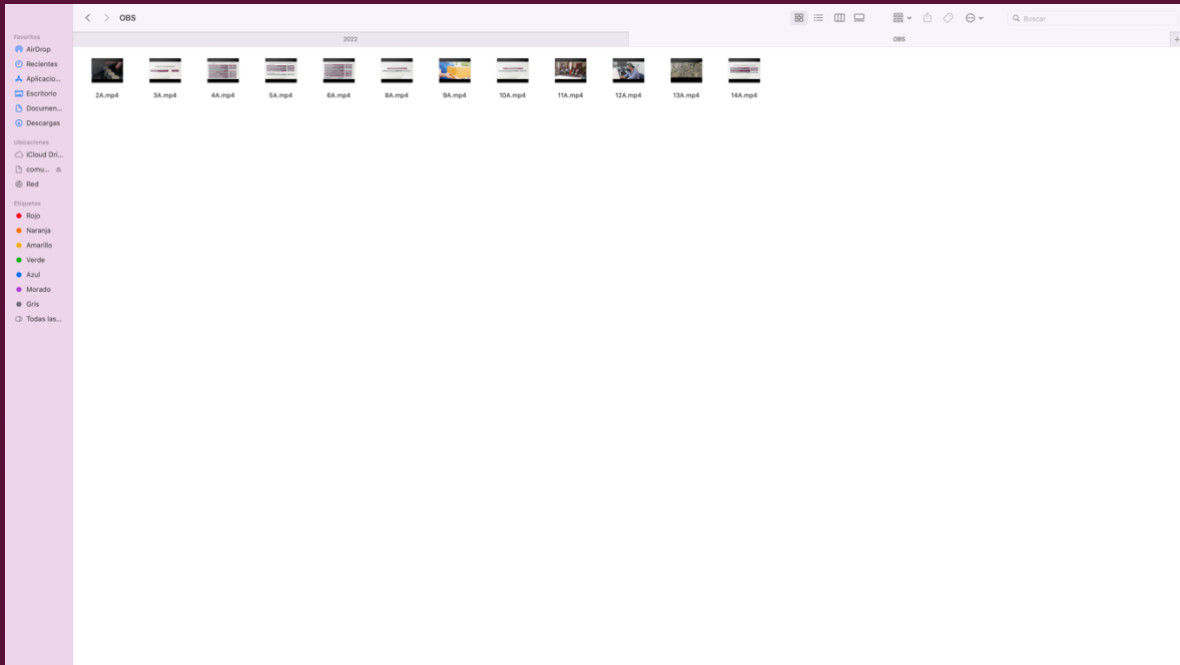 OBS
Buscar
2022
OBS
Favoritos
AirDrop
Recientes
Aplicacio...
Escritorio
Documen...
Descargas
Ubicaciones
iCloud Dri...
comu...
Red
Etiquetas
Rojo
Naranja
Amarillo
Verde
Azul
Morado
Gris
Todas las...
2A.mp4
3A.mp4
4A.mp4
5A.mp4
6A.mp4
8A.mp4
9A.mp4
10A.mp4
11A.mp4
12A.mp4
13A.mp4
14A.mp4